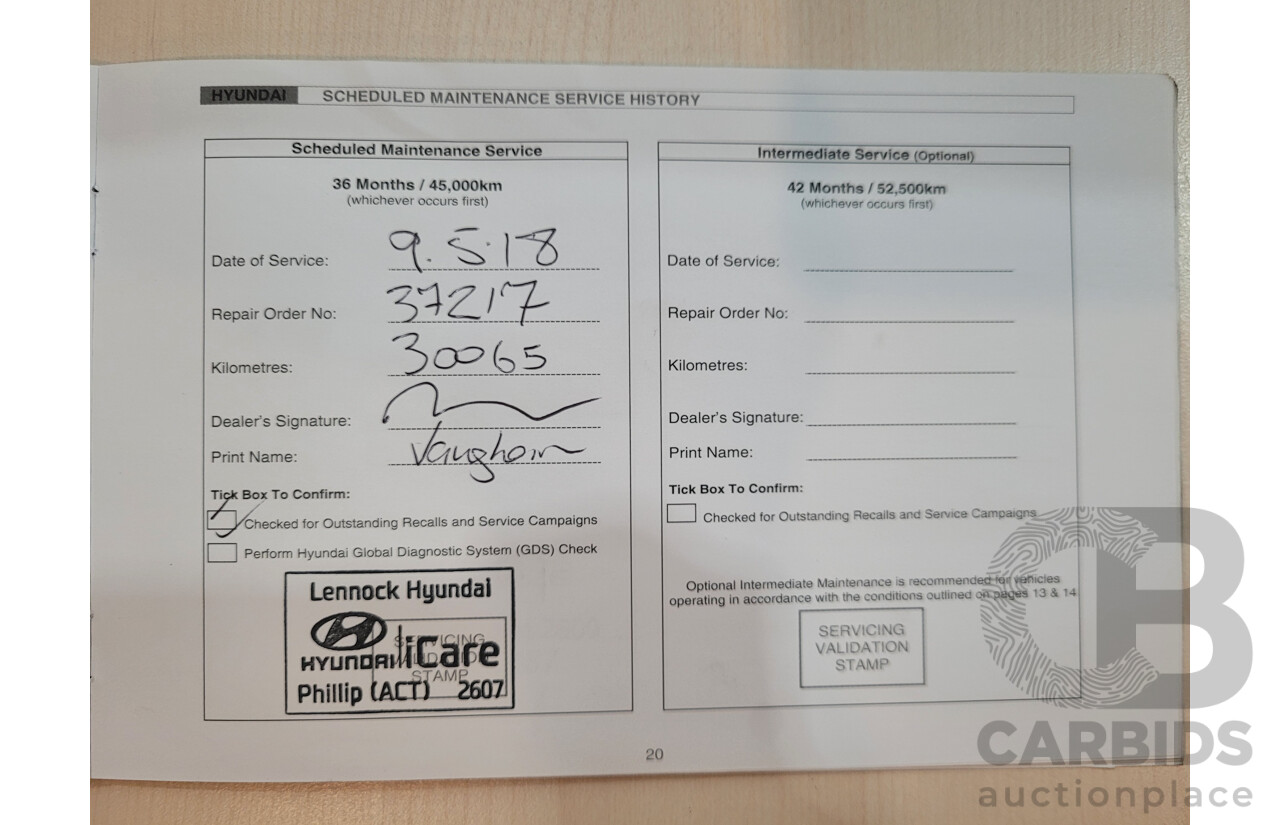 HYUNDAI SCHEDULED MAINTENANCE SERVICE HISTORY
Scheduled Maintenance Service
36 Months / 45,000km
(whichever occurs first)
Date of Service: 9.5.18
Repair Order No: 37217
Kilometres: 30065
Dealer's Signature:
Print Name: Vaughan
Tick Box To Confirm:
Checked for Outstanding Recalls and Service Campaigns
Perform Hyundai Global Diagnostic System (GDS) Check
Lennock Hyundai
SERVICING
VALIDATION
STAMP
HYUNDAI iCare
Phillip (ACT) 2607
Intermediate Service (Optional)
42 Months / 52,500km
(whichever occurs first)
Date of Service:
Repair Order No:
Kilometres:
Dealer's Signature:
Print Name:
Tick Box To Confirm:
Checked for Outstanding Recalls and Service Campaigns
Optional Intermediate Maintenance is recommended for vehicles
operating in accordance with the conditions outlined on pages 13 & 14
SERVICING
VALIDATION
STAMP
20
CB
CARBIDS
auctionplace